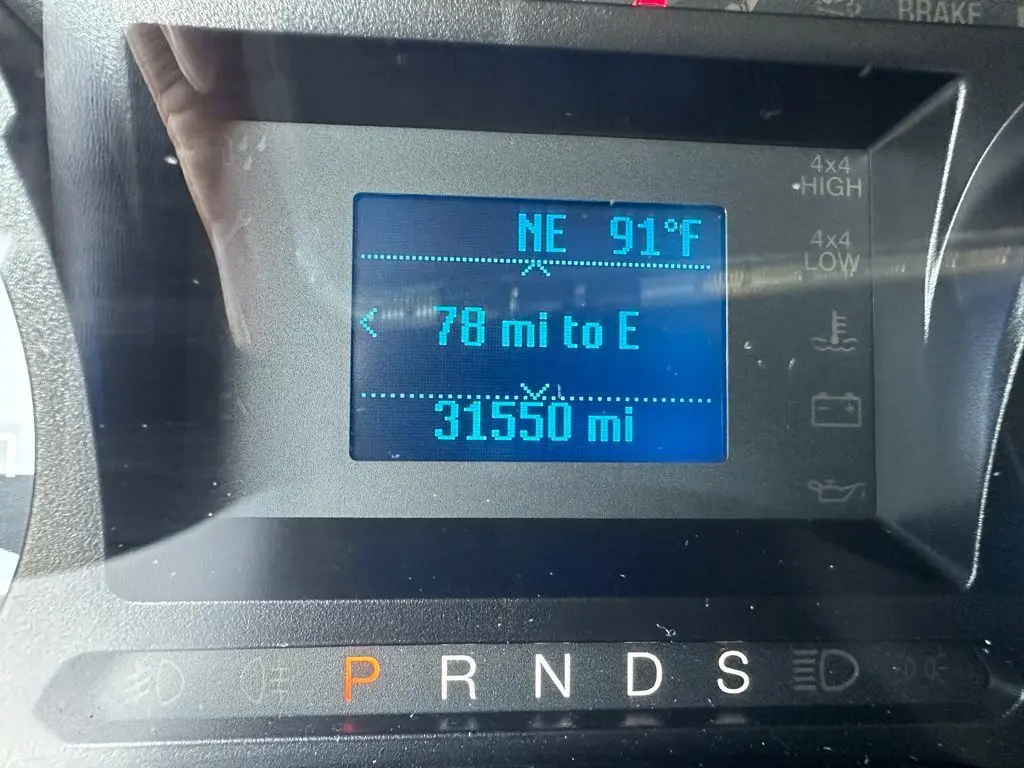 BRAKE
4x4
HIGH
4x4
LOW
NE 91°F
78 mi to E
31550 mi
P R N D S